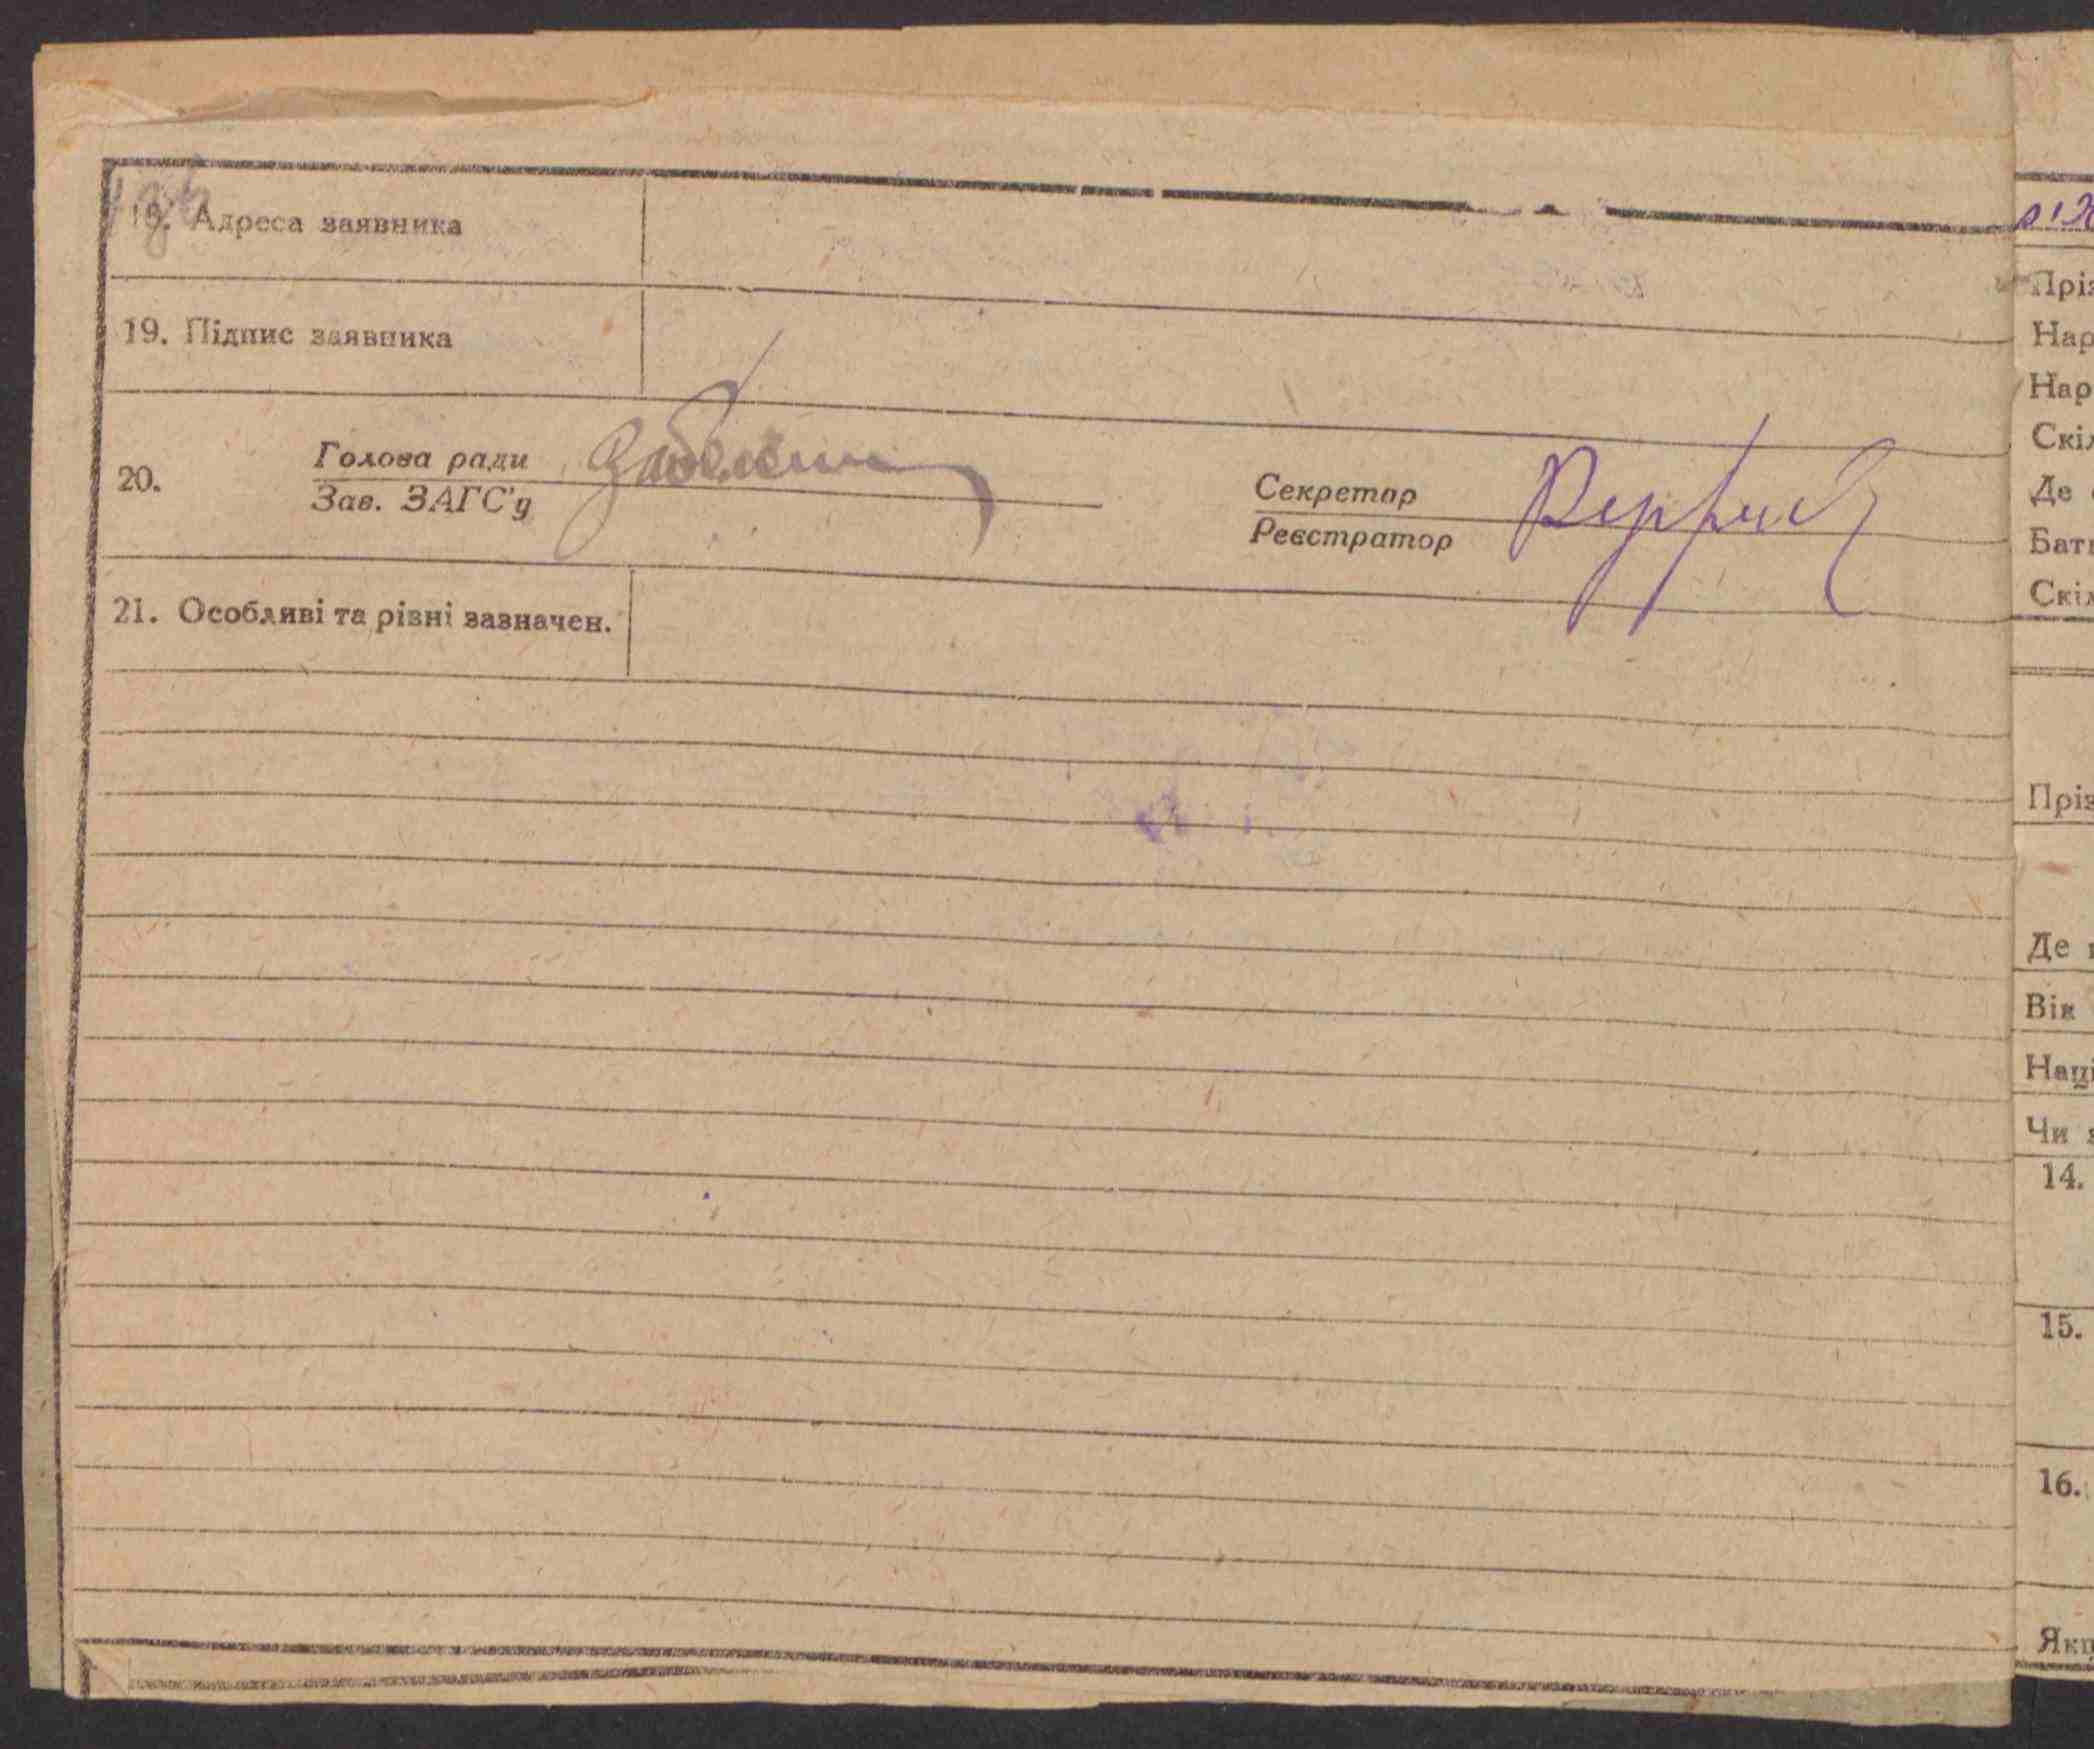 18. Адреса заявника
19. Підпис заявника
20. Голова ради
Зав. ЗАГС'у
Секретар
Реєстратор
21. Особливі та різні зазначен.
Пріз
Нар
Нар
Скіл
Де
Бать
Скіл
Пріз
Де
Вік
Наці
Чи
14.
15.
16.
Якщ